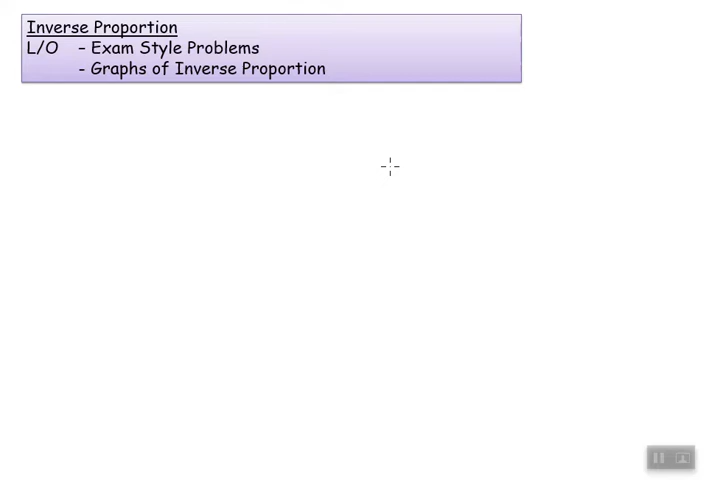 Inverse Proportion
L/O – Exam Style Problems
- Graphs of Inverse Proportion